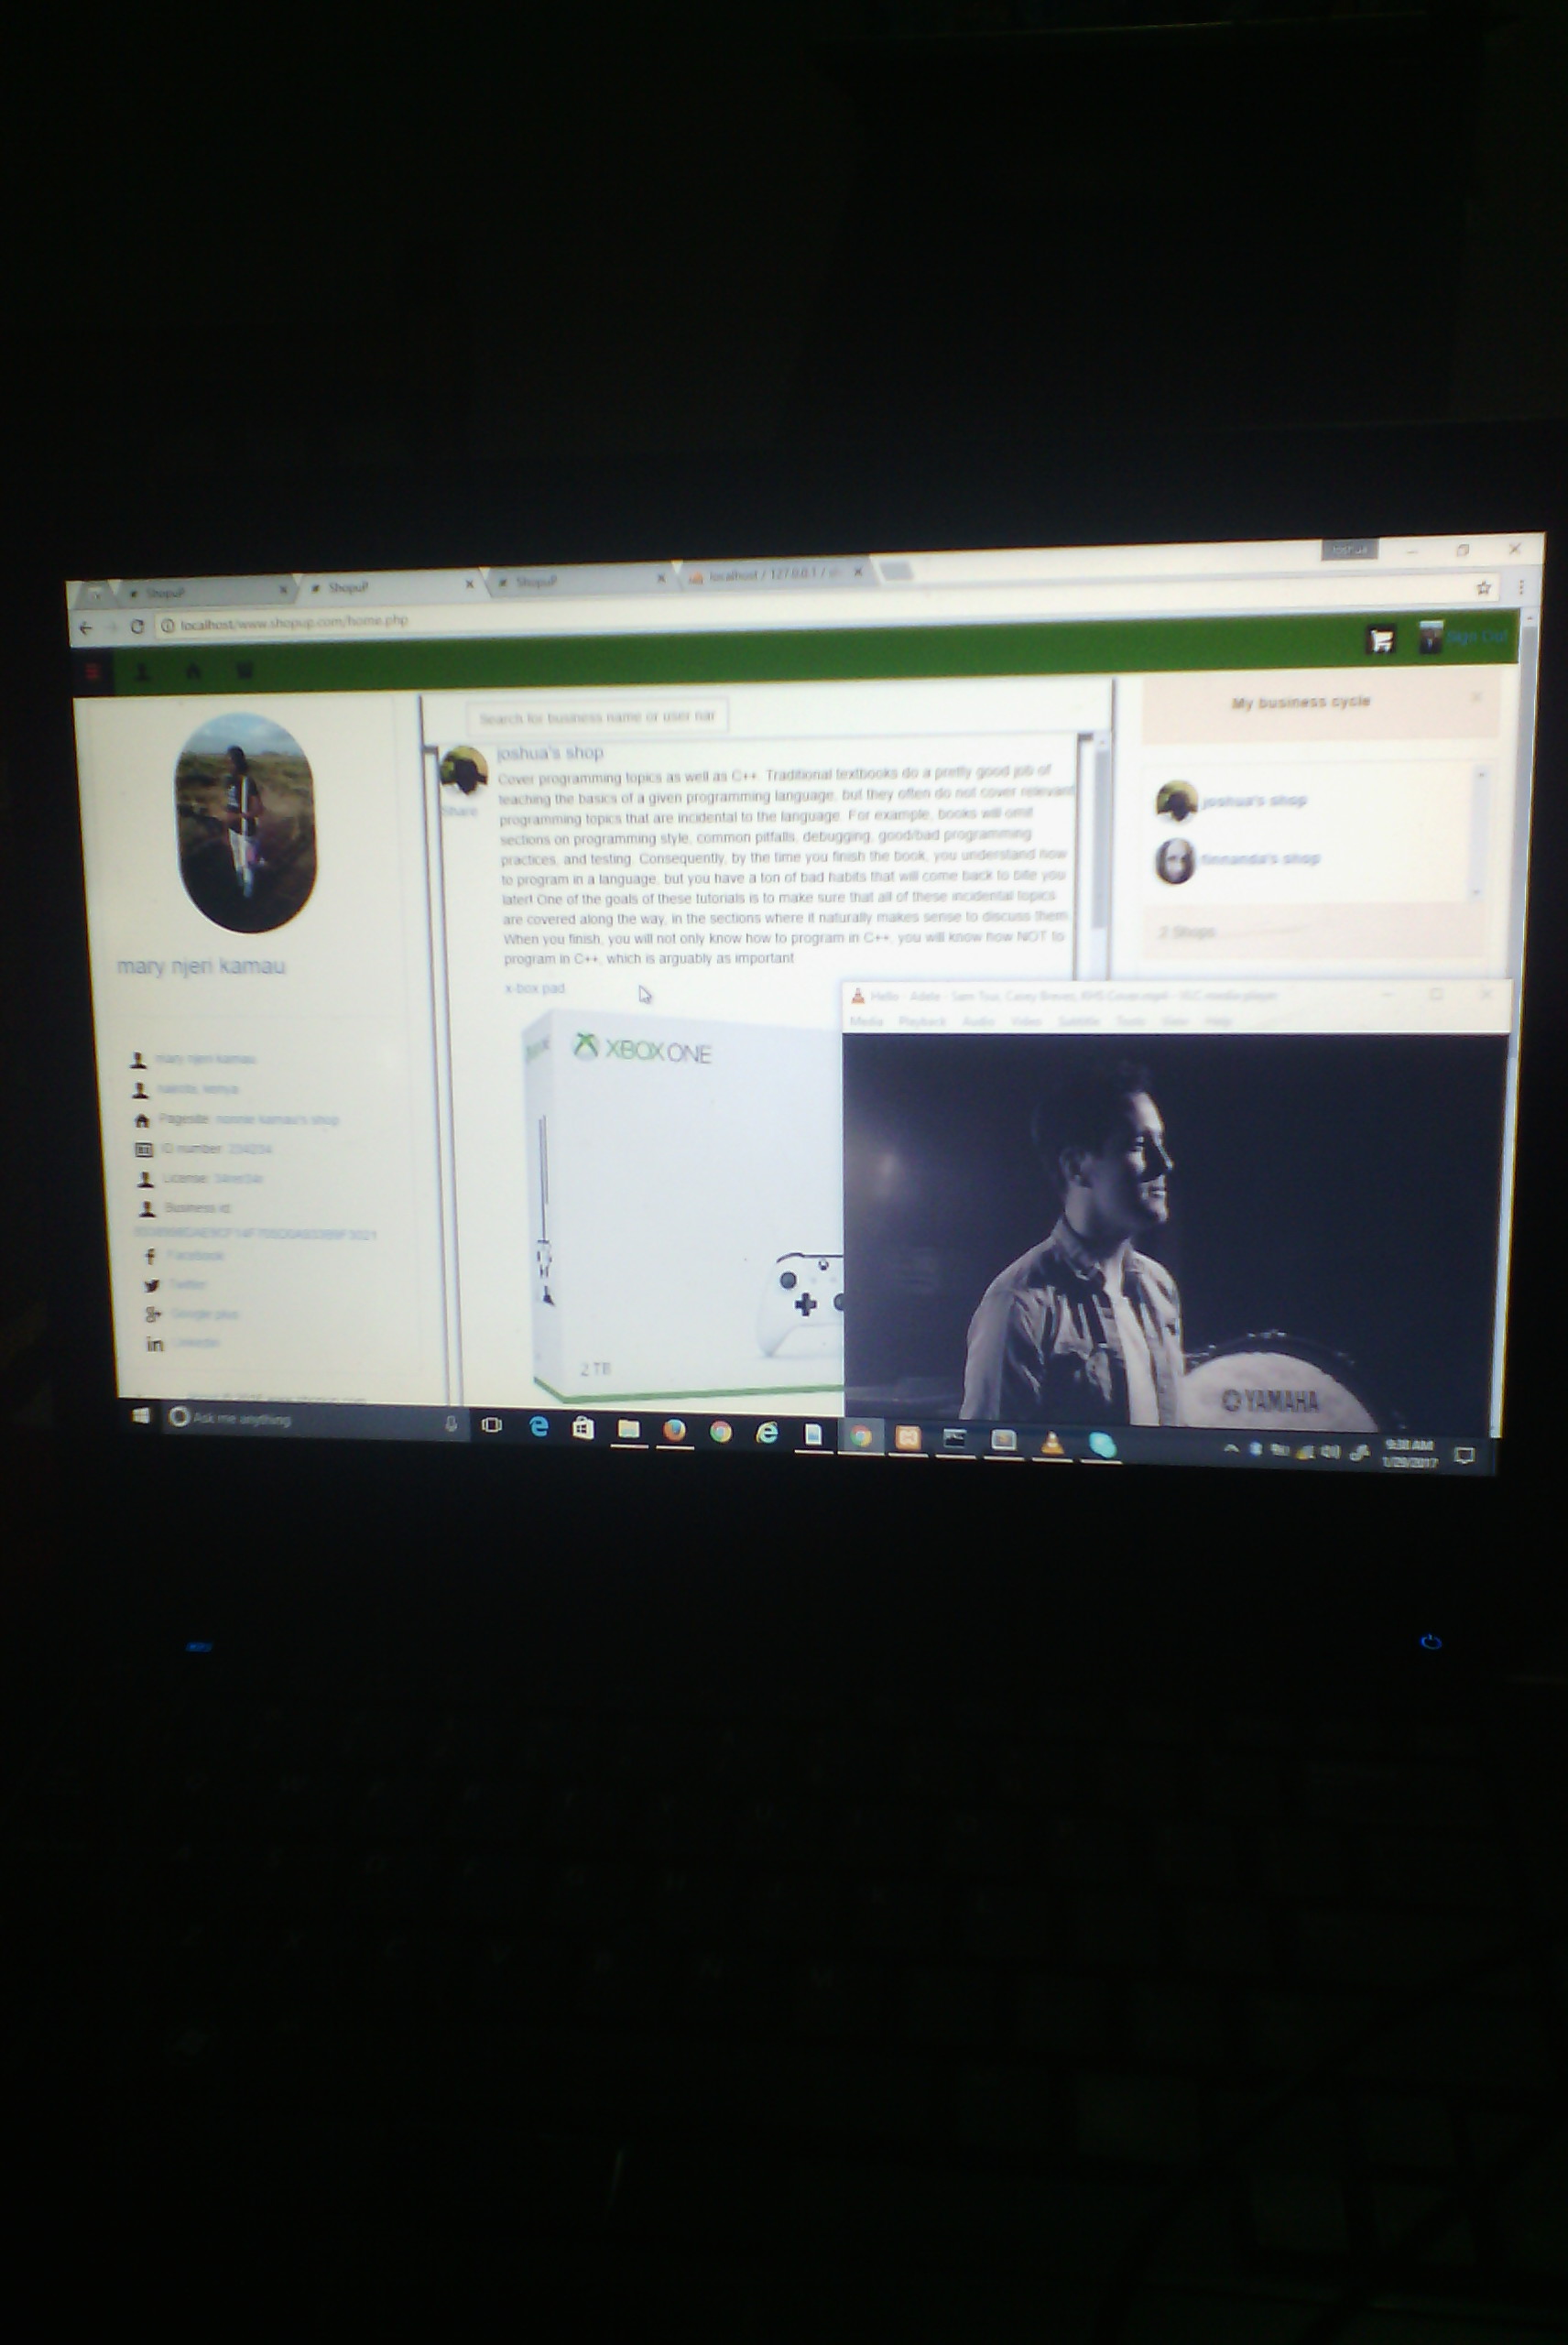 Joshua
ShopuP
ShopuP
ShopuP
localhost / 127.0.0.1 /
localhost/www.shopup.com/home.php
Sign Out
Search for business name or user nar
My business cycle
joshua's shop
Share
Cover programming topics as well as C++. Traditional textbooks do a pretty good job of
teaching the basics of a given programming language, but they often do not cover relevant
programming topics that are incidental to the language. For example, books will omit
sections on programming style, common pitfalls, debugging, good/bad programming
practices, and testing. Consequently, by the time you finish the book, you understand how
to program in a language, but you have a ton of bad habits that will come back to bite you
later! One of the goals of these tutorials is to make sure that all of these incidental topics
are covered along the way, in the sections where it naturally makes sense to discuss them.
When you finish, you will not only know how to program in C++, you will know how NOT to
program in C++, which is arguably as important
x-box pad
XBOX ONE
2 TB
joshua's shop
finnanda's shop
2 Shops
mary njeri kamau
mary njeri kamau
nairobi, kenya
Pagesite: nonnie kamau's shop
ID number: 234234
License:
Business id:
Facebook
Twitter
Google plus
Linkedin
Hello - Adele - Sam Tsui, Casey Breves, KHS Cover.mp4 - VLC media player
Media Playback Audio Video Subtitle Tools View Help
YAMAHA
Ask me anything
9:38 AM
1/29/2017